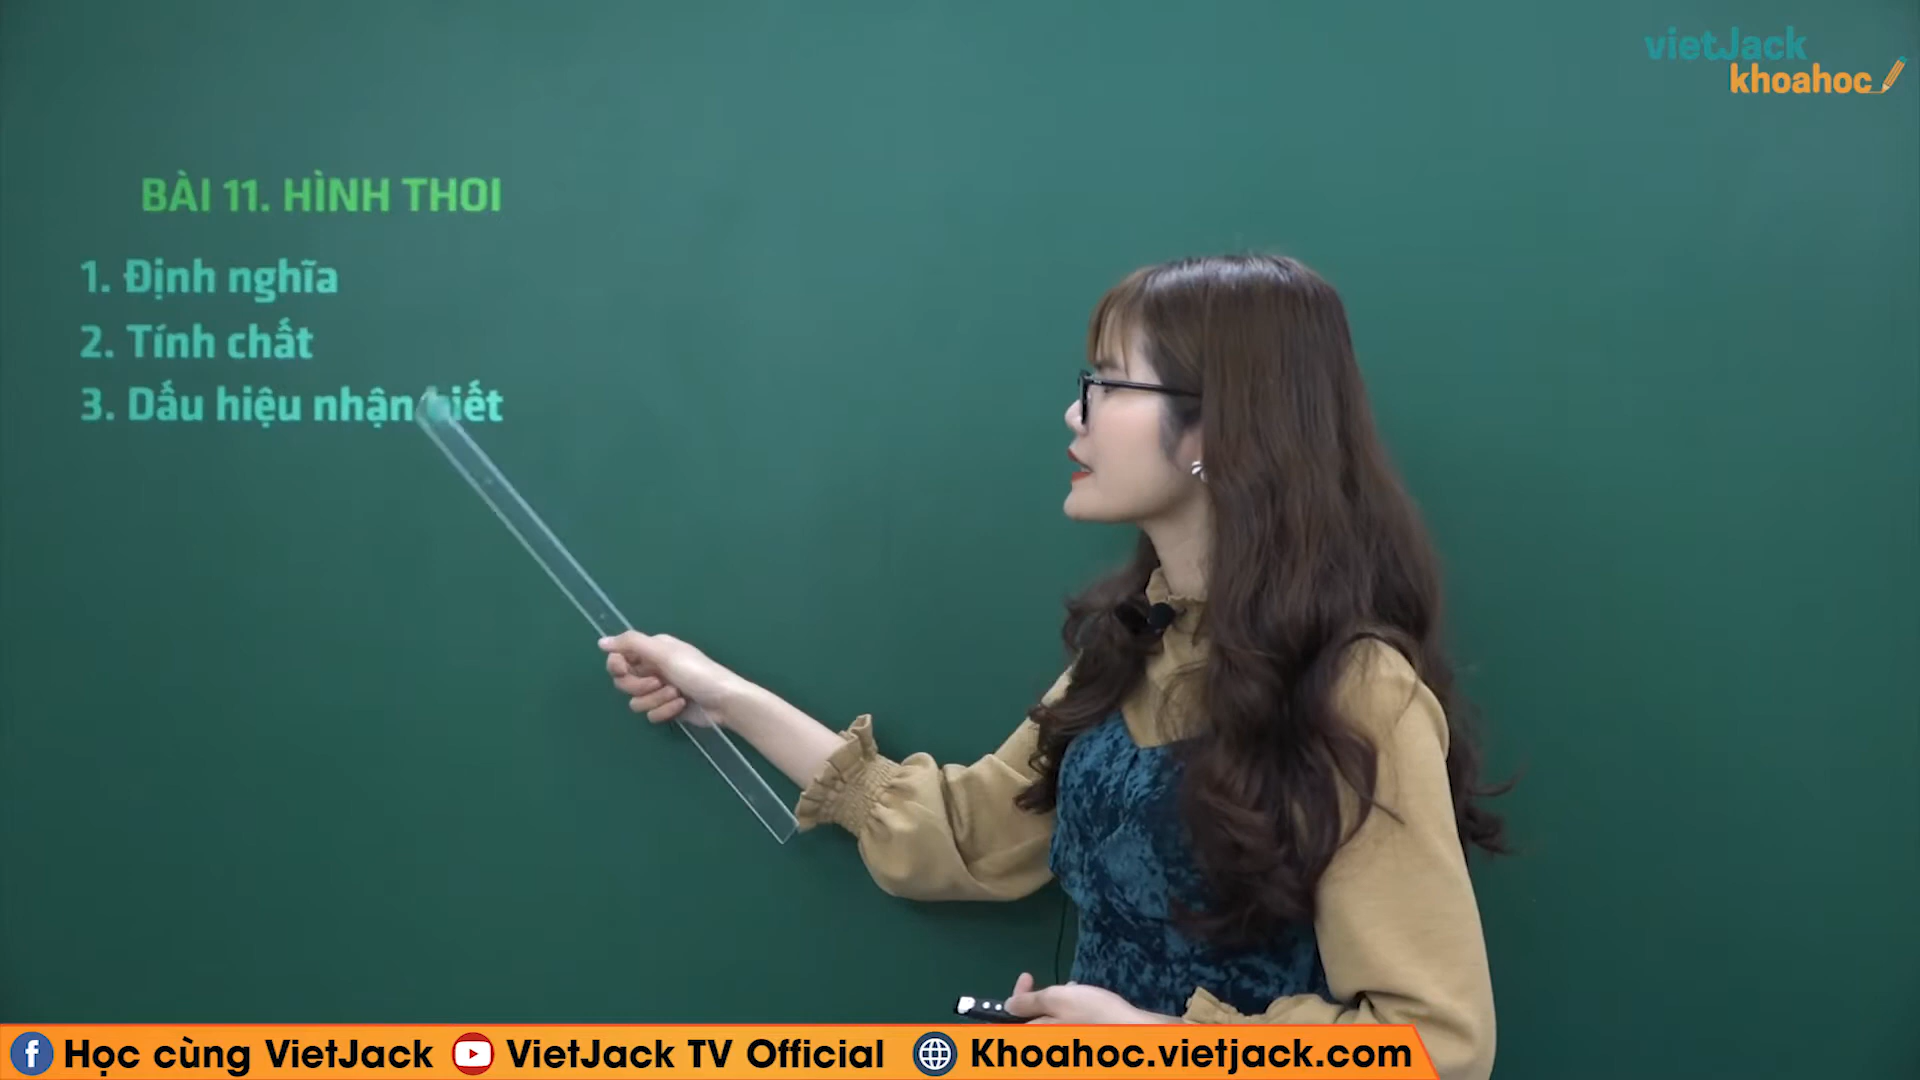 vietJack
khoahoc
BÀI 11. HÌNH THOI
1. Định nghĩa
2. Tính chất
3. Dấu hiệu nhận biết
Học cùng VietJack
VietJack TV Official
Khoahoc.vietjack.com